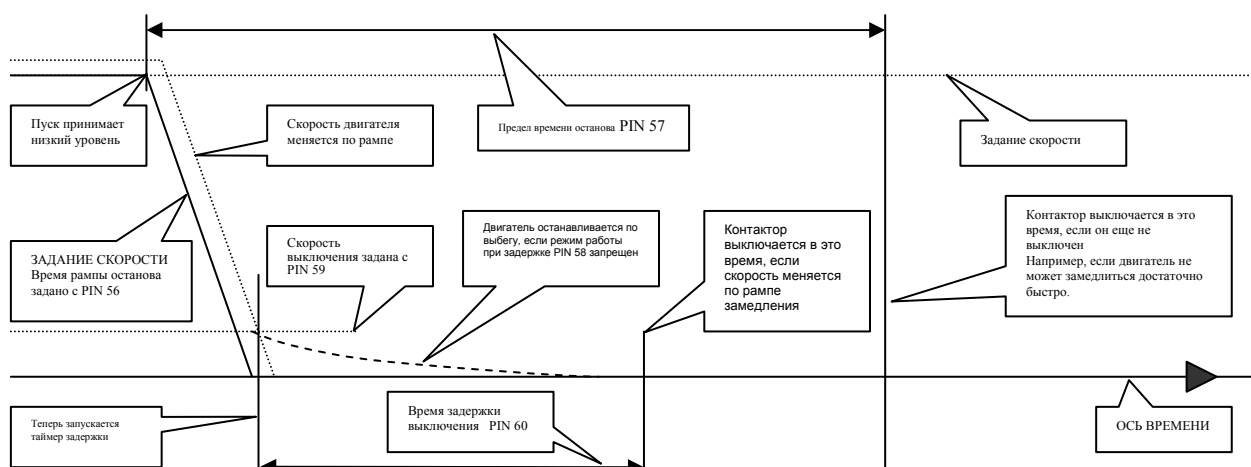 Пуск принимает
низкий уровень
Скорость двигателя
меняется по рампе
Предел времени останова PIN 57
Задание скорости
ЗАДАНИЕ СКОРОСТИ
Время рампы останова
задано с PIN 56
Скорость
выключения задана с
PIN 59
Двигатель останавливается по
выбегу, если режим работы
при задержке PIN 58 запрещен
Контактор
выключается в это
время, если
скорость меняется
по рампе
замедления
Контактор выключается в это
время, если он еще не
выключен
Например, если двигатель не
может замедлиться достаточно
быстро.
Теперь запускается
таймер задержки
Время задержки
выключения PIN 60
ОСЬ ВРЕМЕНИ